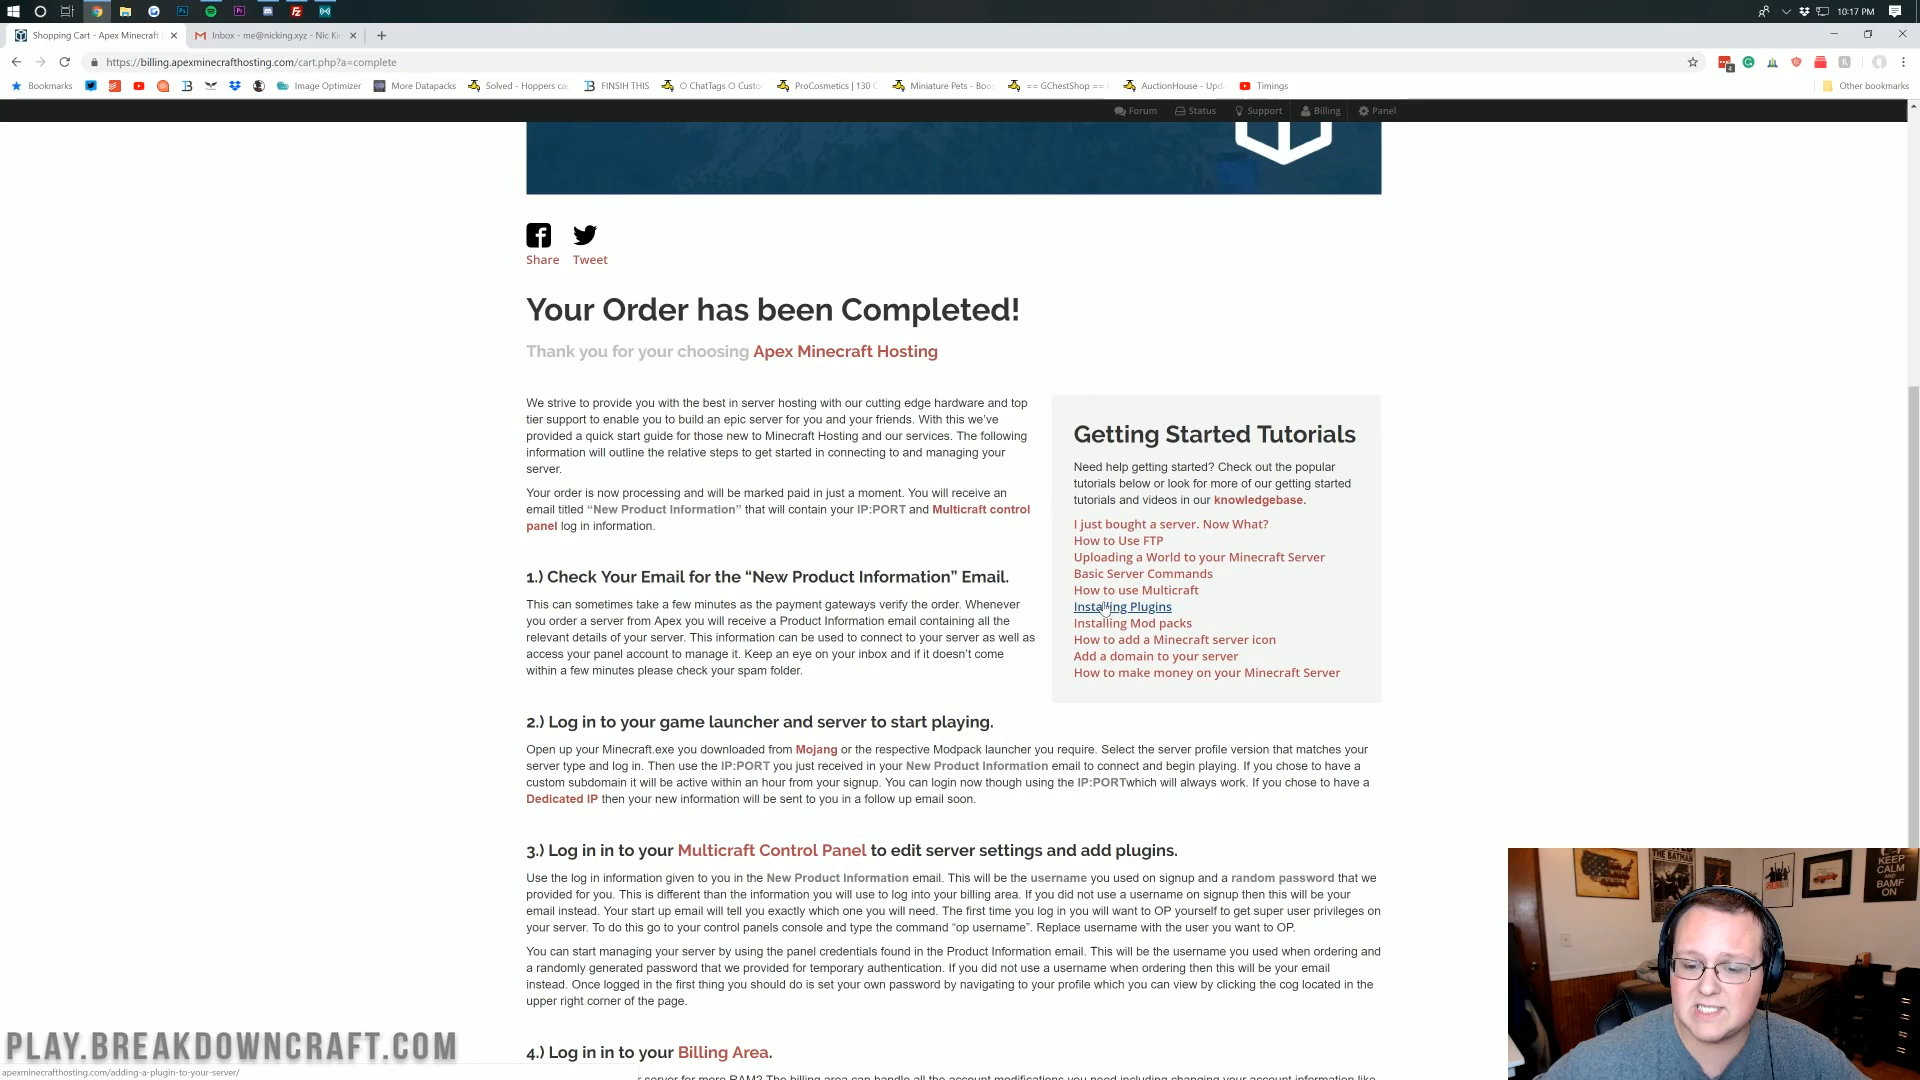 10:17 PM
Shopping Cart - Apex Minecraft
Inbox - me@nicking.xyz - Nic Ki
https://billing.apexminecrafthosting.com/cart.php?a=complete
Bookmarks
Image Optimizer
More Datapacks
Solved - Hoppers ca
FINSIH THIS
O ChatTags O Custo
ProCosmetics | 130 C
Miniature Pets - Boo
== GChestShop ==
AuctionHouse - Upd
Timings
Other bookmarks
Forum
Status
Support
Billing
Panel
Share
Tweet
Your Order has been Completed!
Thank you for your choosing Apex Minecraft Hosting
We strive to provide you with the best in server hosting with our cutting edge hardware and top
tier support to enable you to build an epic server for you and your friends. With this we've
provided a quick start guide for those new to Minecraft Hosting and our services. The following
information will outline the relative steps to get started in connecting to and managing your
server.
Your order is now processing and will be marked paid in just a moment. You will receive an
email titled “New Product Information” that will contain your IP:PORT and Multicraft control
panel log in information.
1.) Check Your Email for the “New Product Information” Email.
This can sometimes take a few minutes as the payment gateways verify the order. Whenever
you order a server from Apex you will receive a Product Information email containing all the
relevant details of your server. This information can be used to connect to your server as well as
access your panel account to manage it. Keep an eye on your inbox and if it doesn't come
within a few minutes please check your spam folder.
Getting Started Tutorials
Need help getting started? Check out the popular
tutorials below or look for more of our getting started
tutorials and videos in our knowledgebase.
I just bought a server. Now What?
How to Use FTP
Uploading a World to your Minecraft Server
Basic Server Commands
How to use Multicraft
Installing Plugins
Installing Mod packs
How to add a Minecraft server icon
Add a domain to your server
How to make money on your Minecraft Server
2.) Log in to your game launcher and server to start playing.
Open up your Minecraft.exe you downloaded from Mojang or the respective Modpack launcher you require. Select the server profile version that matches your
server type and log in. Then use the IP:PORT you just received in your New Product Information email to connect and begin playing. If you chose to have a
custom subdomain it will be active within an hour from your signup. You can login now though using the IP:PORTwhich will always work. If you chose to have a
Dedicated IP then your new information will be sent to you in a follow up email soon.
3.) Log in in to your Multicraft Control Panel to edit server settings and add plugins.
Use the log in information given to you in the New Product Information email. This will be the username you used on signup and a random password that we
provided for you. This is different than the information you will use to log into your billing area. If you did not use a username on signup then this will be your
email instead. Your start up email will tell you exactly which one you will need. The first time you log in you will want to OP yourself to get super user privileges on
your server. To do this go to your control panels console and type the command “op username”. Replace username with the user you want to OP.
You can start managing your server by using the panel credentials found in the Product Information email. This will be the username you used when ordering and
a randomly generated password that we provided for temporary authentication. If you did not use a username when ordering then this will be your email
instead. Once logged in the first thing you should do is set your own password by navigating to your profile which you can view by clicking the cog located in the
upper right corner of the page.
4.) Log in in to your Billing Area.
server for more RAM? The billing area can handle all the account modifications you need including changing your account information like
PLAY.BREAKDOWNCRAFT.COM
apexminecrafthosting.com/adding-a-plugin-to-your-server/
THE BATMAN
KEEP
CALM
AND
BAMF
ON